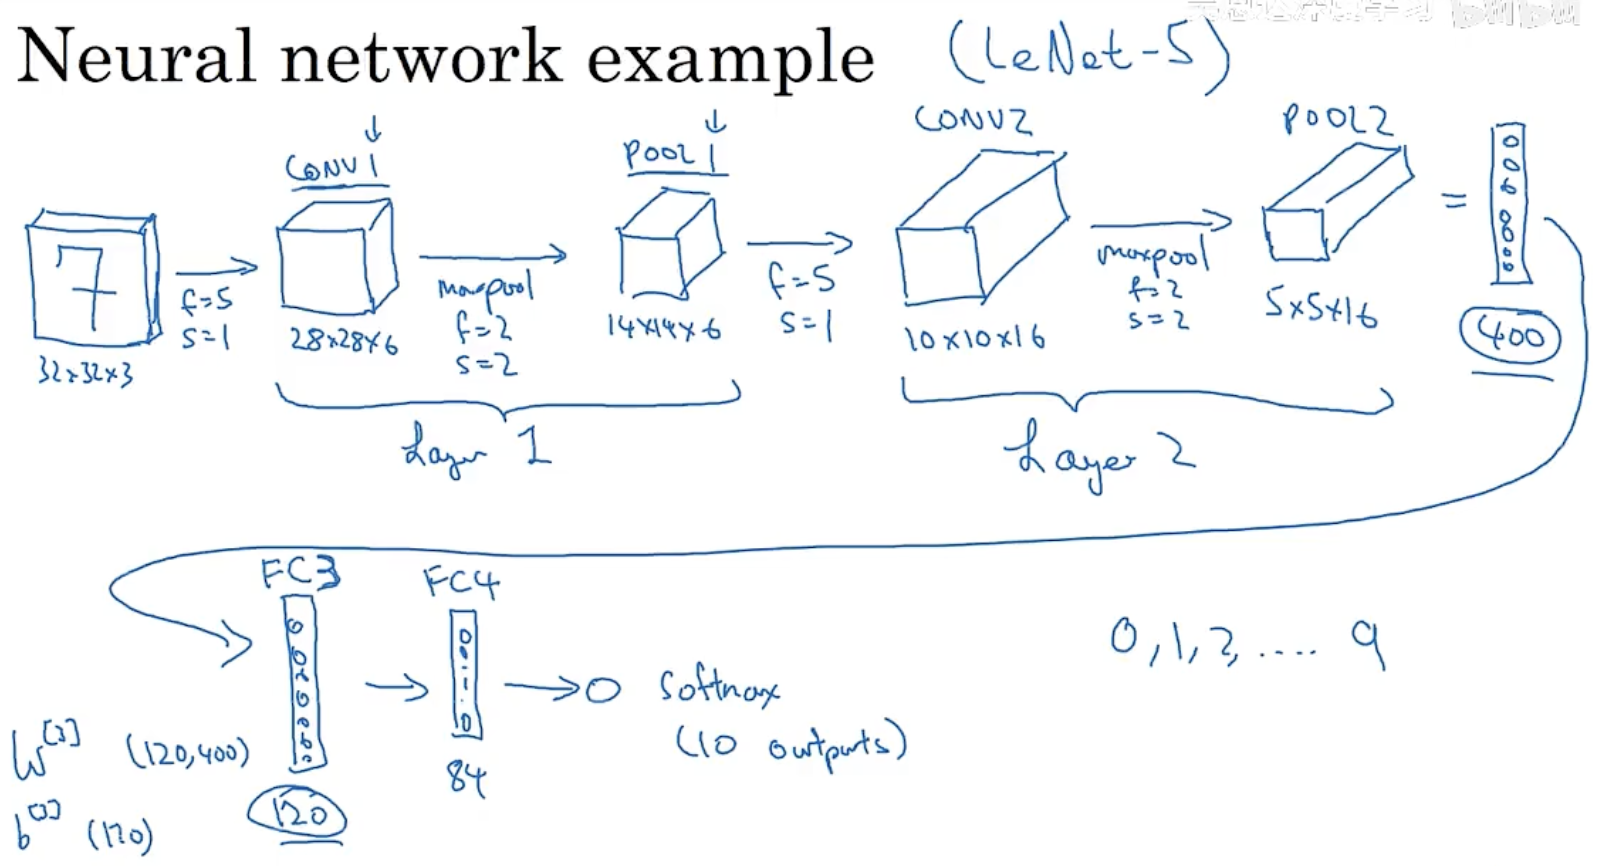 Neural network example (LeNet-5)
CONV1
POOL1
CONV2
POOL2
7
f=5
s=1
maxpool
f=2
s=2
f=5
s=1
maxpool
f=2
s=2
32×32×3
28×28×6
14×14×6
10×10×16
5×5×16
400
Layer 1
Layer 2
FC3
FC4
0,1,2,.... 9
Softmax
(10 outputs)
W[3] (120,400)
84
120
b[3] (120)